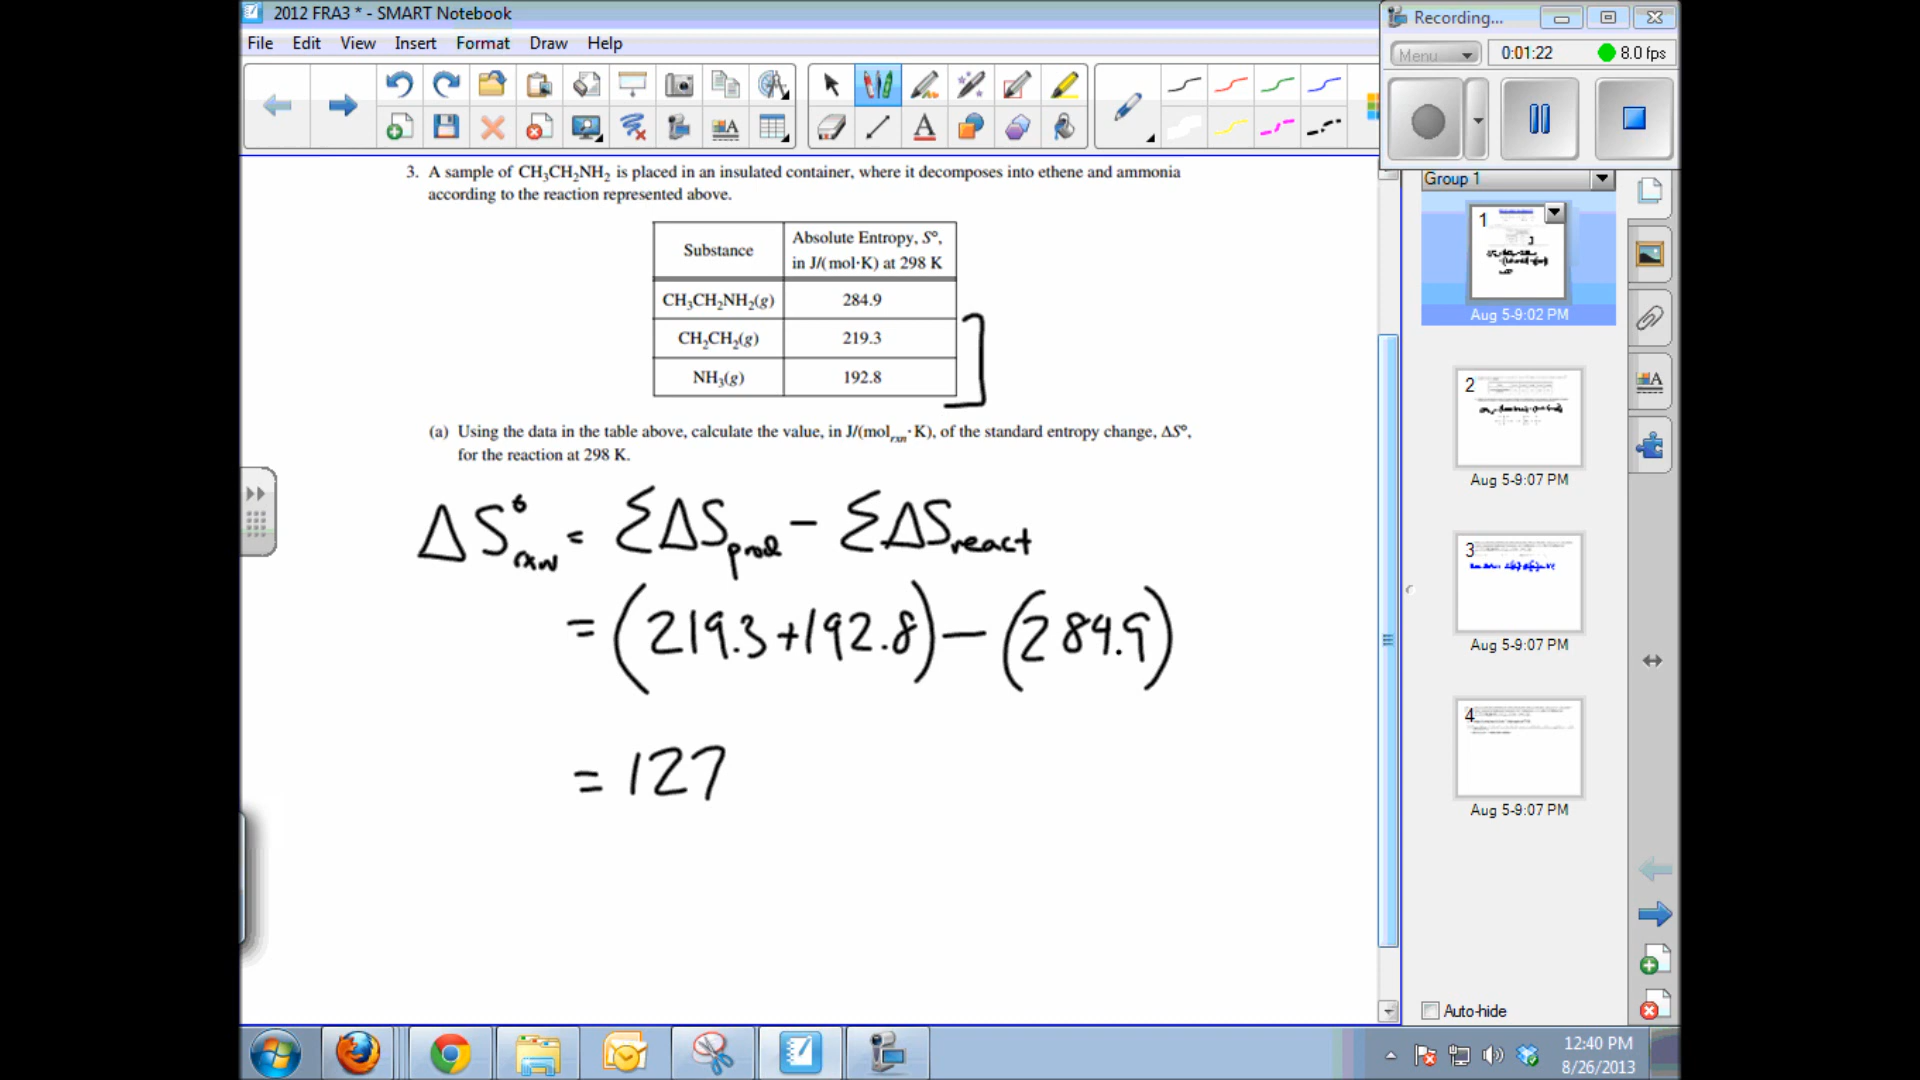 2012 FRA3 * - SMART Notebook
File Edit View Insert Format Draw Help
Recording...
Menu 0:01:22 8.0 fps
3. A sample of CH₃CH₂NH₂ is placed in an insulated container, where it decomposes into ethene and ammonia
according to the reaction represented above.
Substance
Absolute Entropy, S°,
in J/(mol·K) at 298 K
CH₃CH₂NH₂(g) 284.9
CH₂CH₂(g) 219.3
NH₃(g) 192.8
(a) Using the data in the table above, calculate the value, in J/(mol_rxn·K), of the standard entropy change, ΔS°,
for the reaction at 298 K.
ΔS°rxn = ΣΔSprod − ΣΔSreact
= (219.3+192.8) − (284.9)
= 127
Group 1
1
Aug 5-9:02 PM
2
Aug 5-9:07 PM
3
Aug 5-9:07 PM
4
Aug 5-9:07 PM
Auto-hide
12:40 PM
8/26/2013